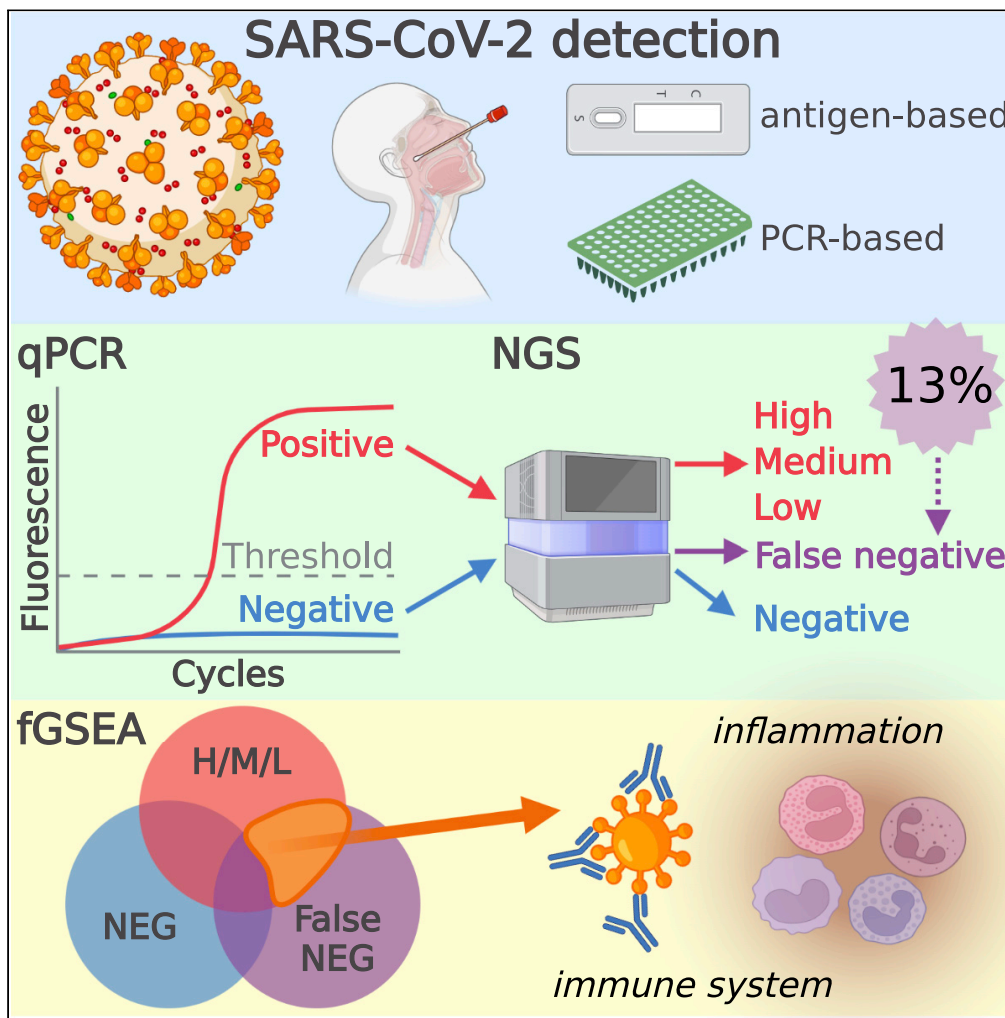 SARS-CoV-2 detection
S
T
C
antigen-based
PCR-based
qPCR
NGS
13%
Fluorescence
Positive
Threshold
Negative
Cycles
High
Medium
Low
False negative
Negative
fGSEA
H/M/L
NEG
False
NEG
inflammation
immune system